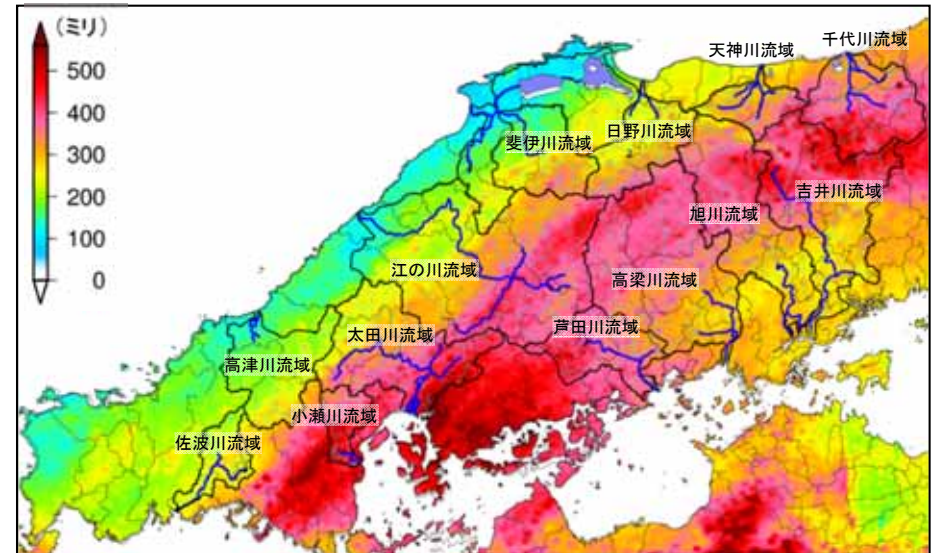 (ミリ)
500
400
300
200
100
0
千代川流域
天神川流域
日野川流域
斐伊川流域
吉井川流域
旭川流域
江の川流域
高梁川流域
芦田川流域
太田川流域
高津川流域
小瀬川流域
佐波川流域